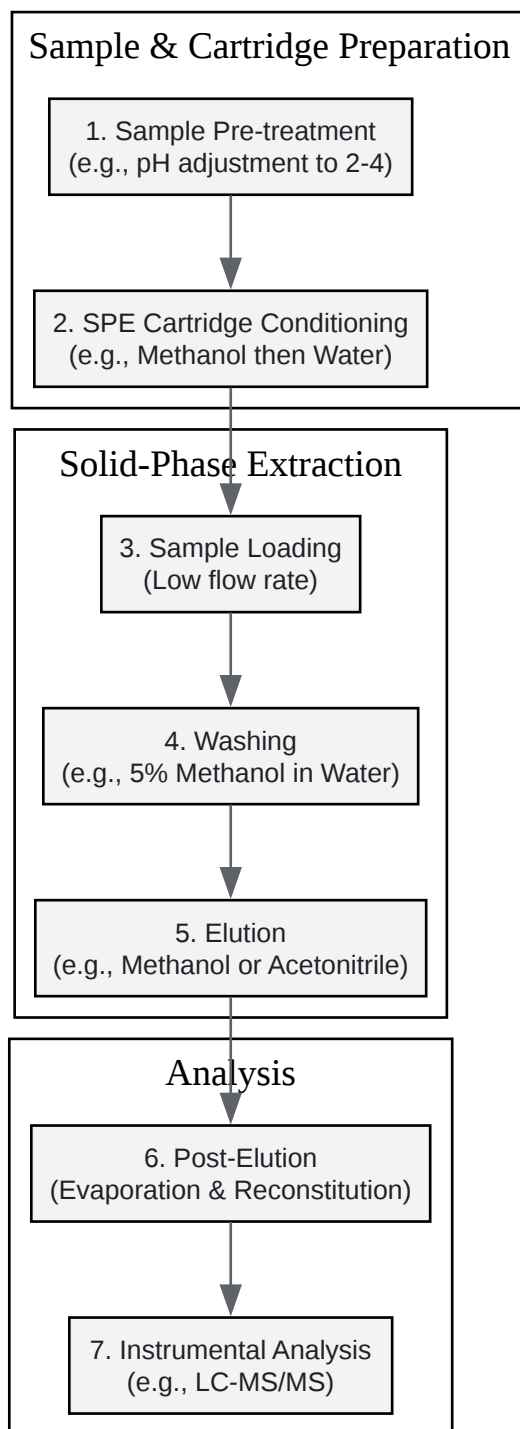 Sample & Cartridge Preparation
1. Sample Pre-treatment
(e.g., pH adjustment to 2-4)
2. SPE Cartridge Conditioning
(e.g., Methanol then Water)
Solid-Phase Extraction
3. Sample Loading
(Low flow rate)
4. Washing
(e.g., 5% Methanol in Water)
5. Elution
(e.g., Methanol or Acetonitrile)
Analysis
6. Post-Elution
(Evaporation & Reconstitution)
7. Instrumental Analysis
(e.g., LC-MS/MS)